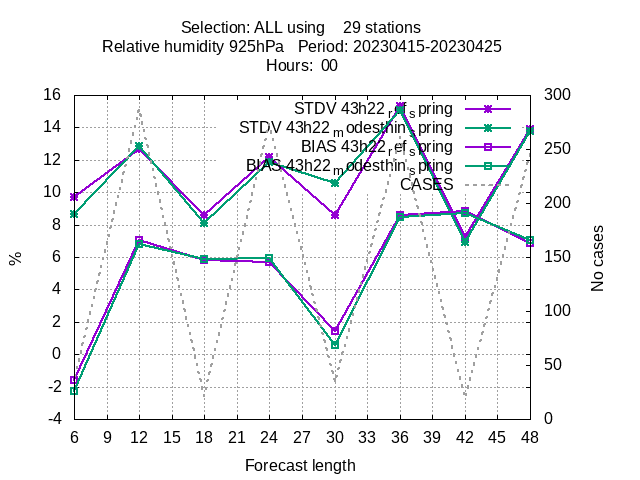 Selection: ALL using 29 stations
Relative humidity 925hPa Period: 20230415-20230425
Hours: 00
STDV 43h22_ref_spring
STDV 43h22_modesthin_spring
BIAS 43h22_ref_spring
BIAS 43h22_modesthin_spring
CASES
16
14
12
10
8
6
4
2
0
-2
-4
%
300
250
200
150
100
50
0
No cases
6 9 12 15 18 21 24 27 30 33 36 39 42 45 48
Forecast length